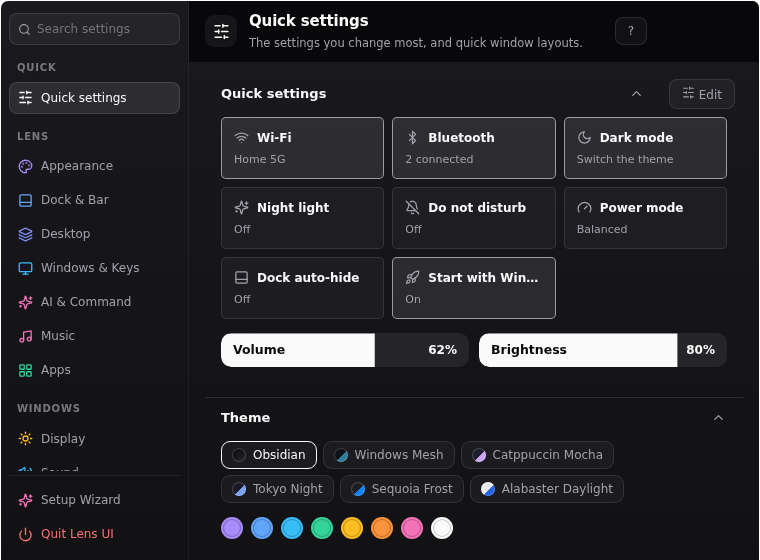 Search settings
QUICK
Quick settings
LENS
Appearance
Dock & Bar
Desktop
Windows & Keys
AI & Command
Music
Apps
WINDOWS
Display
Sound
Setup Wizard
Quit Lens UI
Quick settings
The settings you change most, and quick window layouts.
?
Quick settings
Edit
Wi-Fi
Home 5G
Bluetooth
2 connected
Dark mode
Switch the theme
Night light
Off
Do not disturb
Off
Power mode
Balanced
Dock auto-hide
Off
Start with Win...
On
Volume 62%
Brightness 80%
Theme
Obsidian
Windows Mesh
Catppuccin Mocha
Tokyo Night
Sequoia Frost
Alabaster Daylight